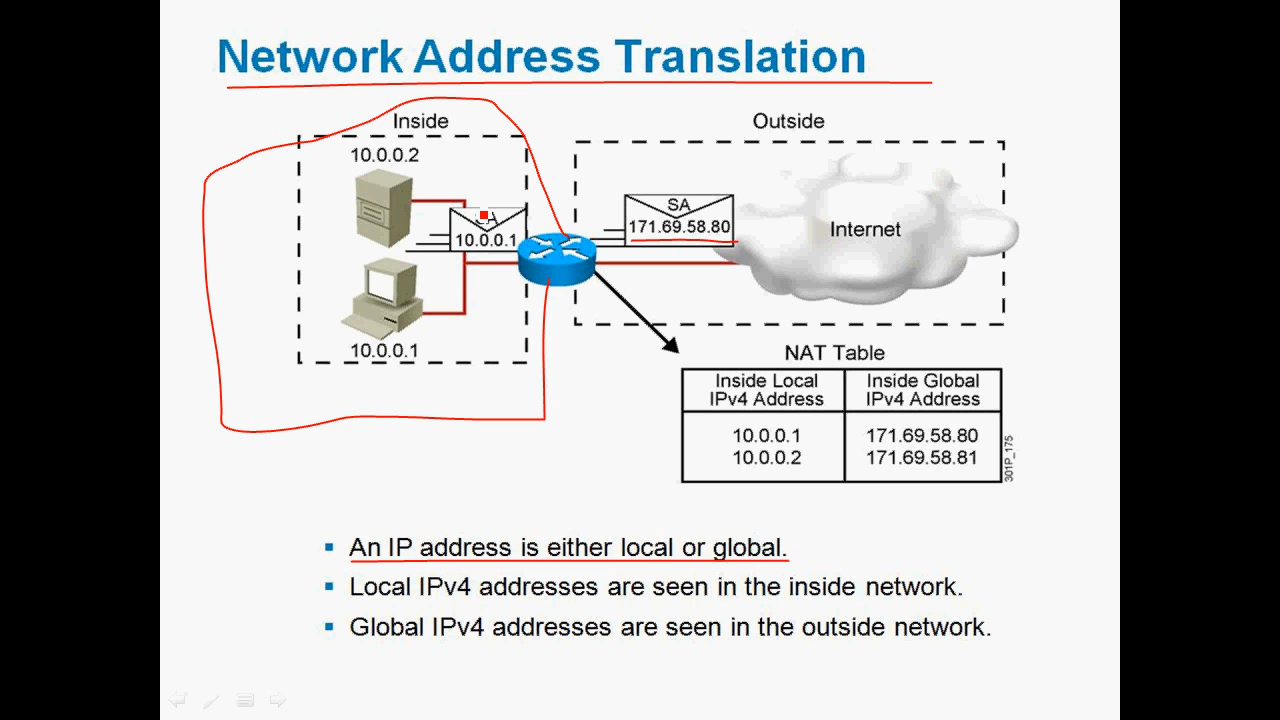 Network Address Translation
Inside
Outside
10.0.0.2
SA
171.69.58.80
10.0.0.1
Internet
10.0.0.1
NAT Table
Inside Local IPv4 Address
Inside Global IPv4 Address
10.0.0.1 171.69.58.80
10.0.0.2 171.69.58.81
301P_175
An IP address is either local or global.
Local IPv4 addresses are seen in the inside network.
Global IPv4 addresses are seen in the outside network.